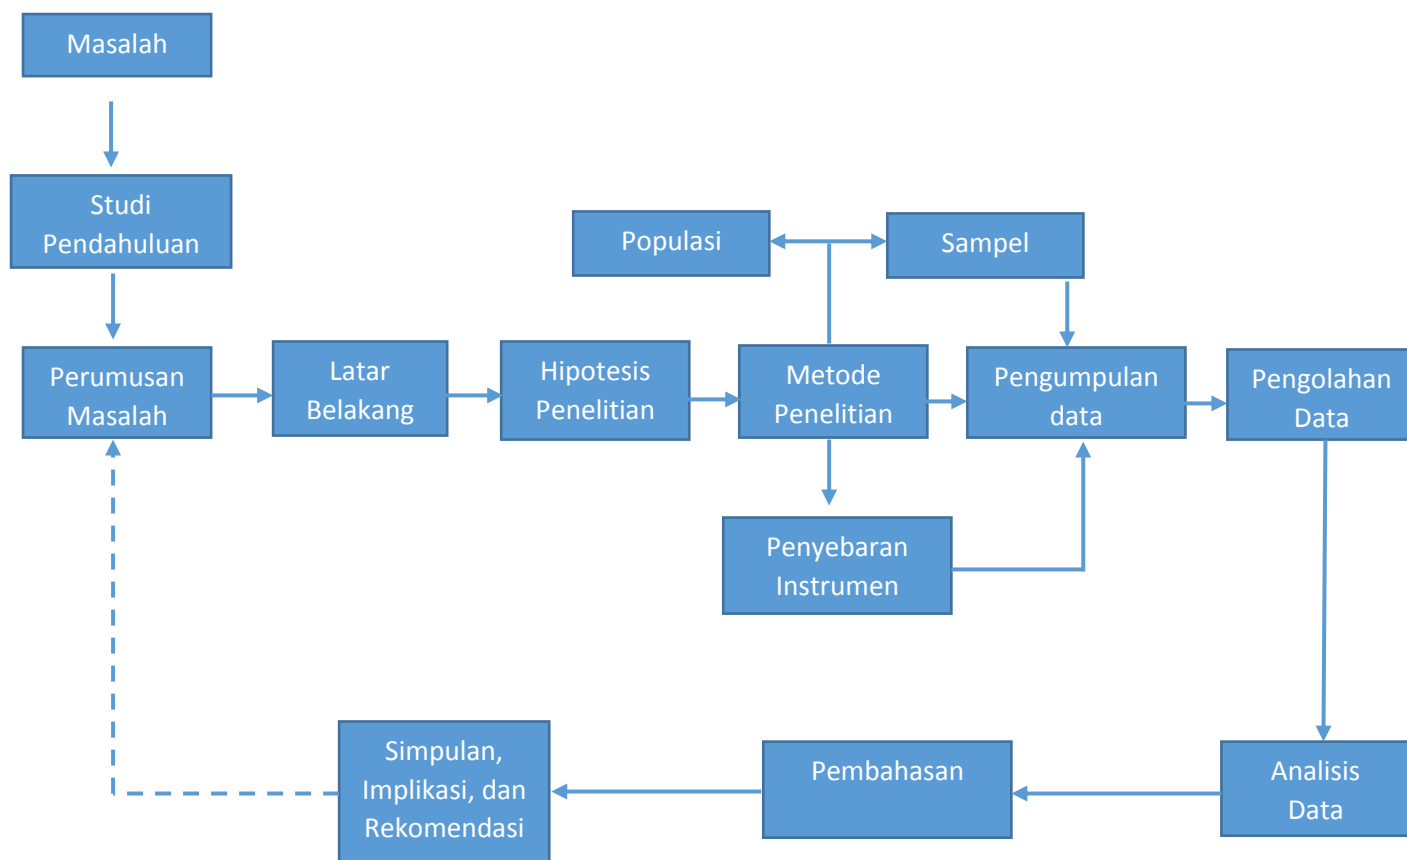 Masalah
Studi
Pendahuluan
Populasi
Sampel
Perumusan
Masalah
Latar
Belakang
Hipotesis
Penelitian
Metode
Penelitian
Pengumpulan
data
Pengolahan
Data
Penyebaran
Instrumen
Simpulan,
Implikasi, dan
Rekomendasi
Pembahasan
Analisis
Data